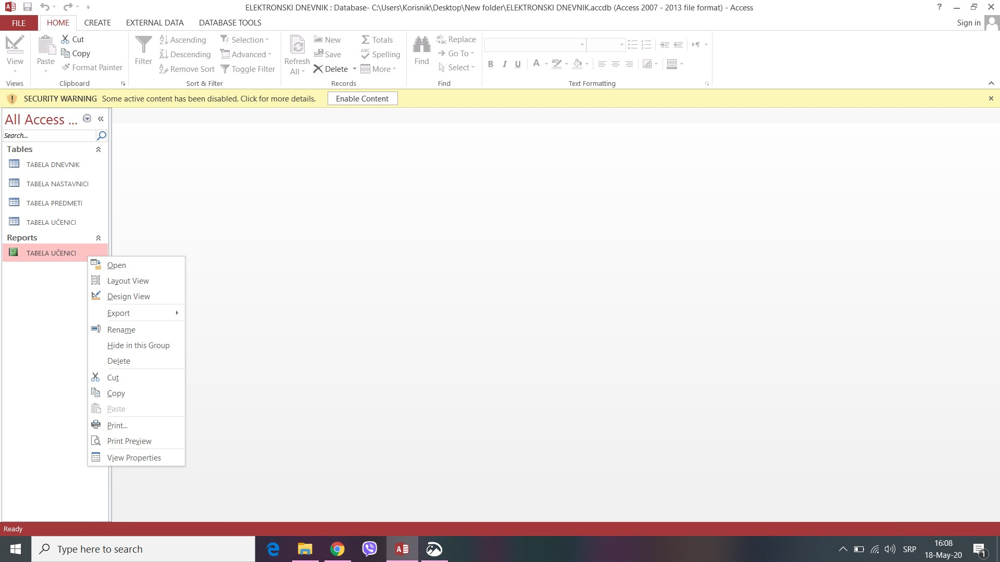 ELEKTRONSKI DNEVNIK : Database- C:\Users\Korisnik\Desktop\New folder\ELEKTRONSKI DNEVNIK.accdb (Access 2007 - 2013 file format) - Access
FILE HOME CREATE EXTERNAL DATA DATABASE TOOLS Sign in
View
Views
Paste
Cut
Copy
Format Painter
Clipboard
Filter
Ascending
Descending
Remove Sort
Selection
Advanced
Toggle Filter
Sort & Filter
Refresh
All
New
Save
Delete
Totals
Spelling
More
Records
Find
Replace
Go To
Select
Find
B I U A
Text Formatting
SECURITY WARNING Some active content has been disabled. Click for more details. Enable Content
All Access ...
Search...
Tables
TABELA DNEVNIK
TABELA NASTAVNICI
TABELA PREDMETI
TABELA UČENICI
Reports
TABELA UČENICI
Open
Layout View
Design View
Export
Rename
Hide in this Group
Delete
Cut
Copy
Paste
Print...
Print Preview
View Properties
Ready
Type here to search
SRP
16:08
18-May-20
1